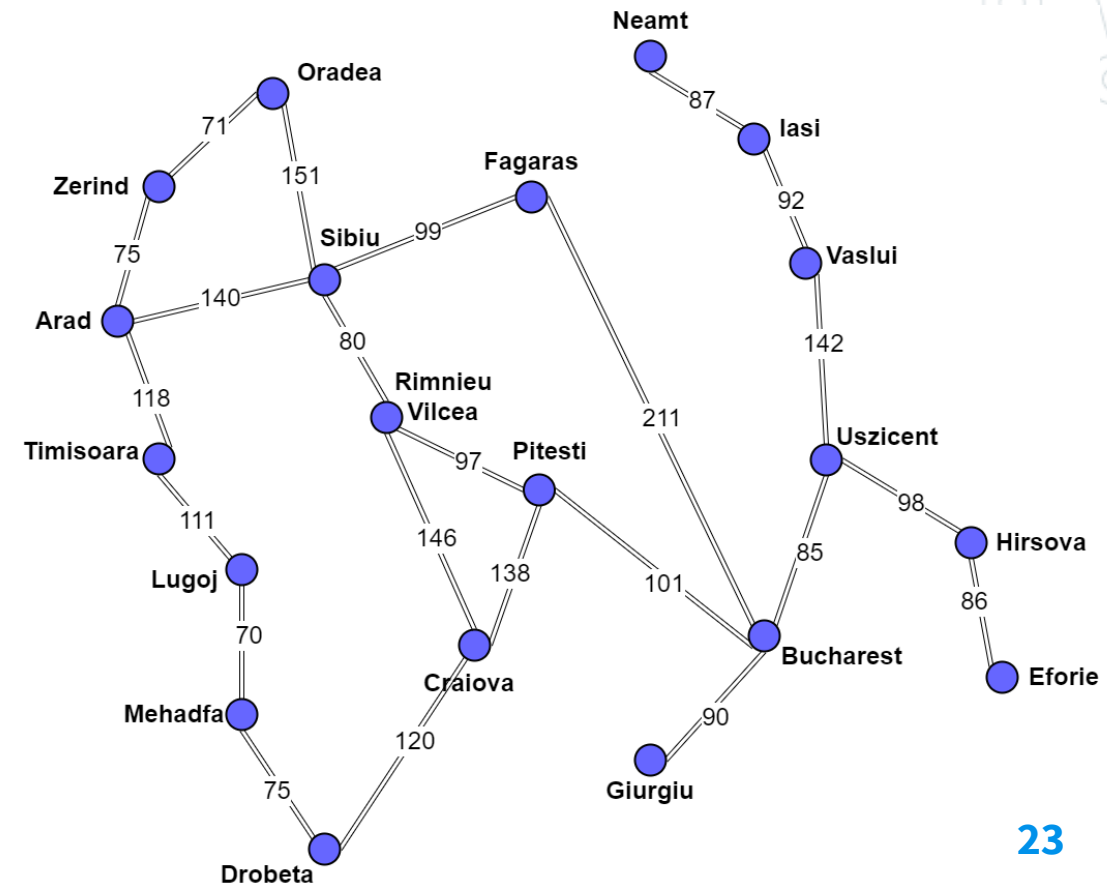 Neamt
Oradea
87
Iasi
71
Fagaras
151
Zerind
92
99
Sibiu
Vaslui
75
140
Arad
80
142
Rimnieu
Vilcea
118
211
Uszicent
Timisoara
97
Pitesti
98
111
146
Hirsova
85
Lugoj
138
101
86
70
Bucharest
Eforie
Craiova
Mehadfa
90
120
75
Giurgiu
23
Drobeta